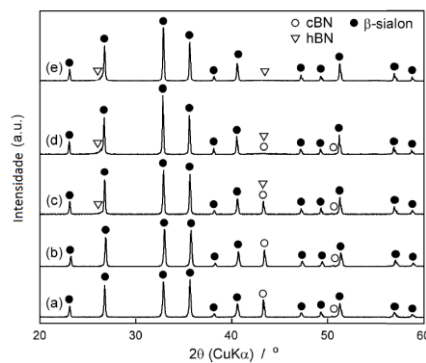 cBN
β-sialon
hBN
(e)
(d)
(c)
(b)
(a)
Intensidade (a.u.)
20 30 40 50 60
2θ (CuKα) / °